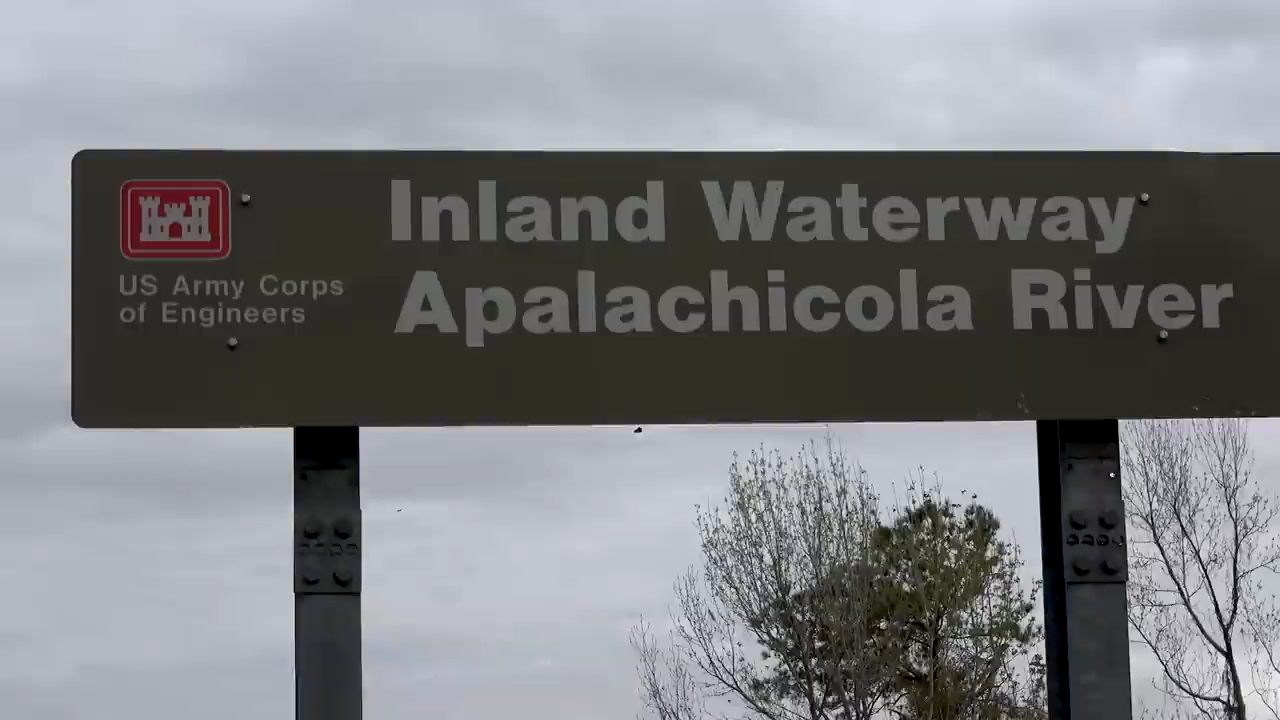 US Army Corps
of Engineers
Inland Waterway
Apalachicola River